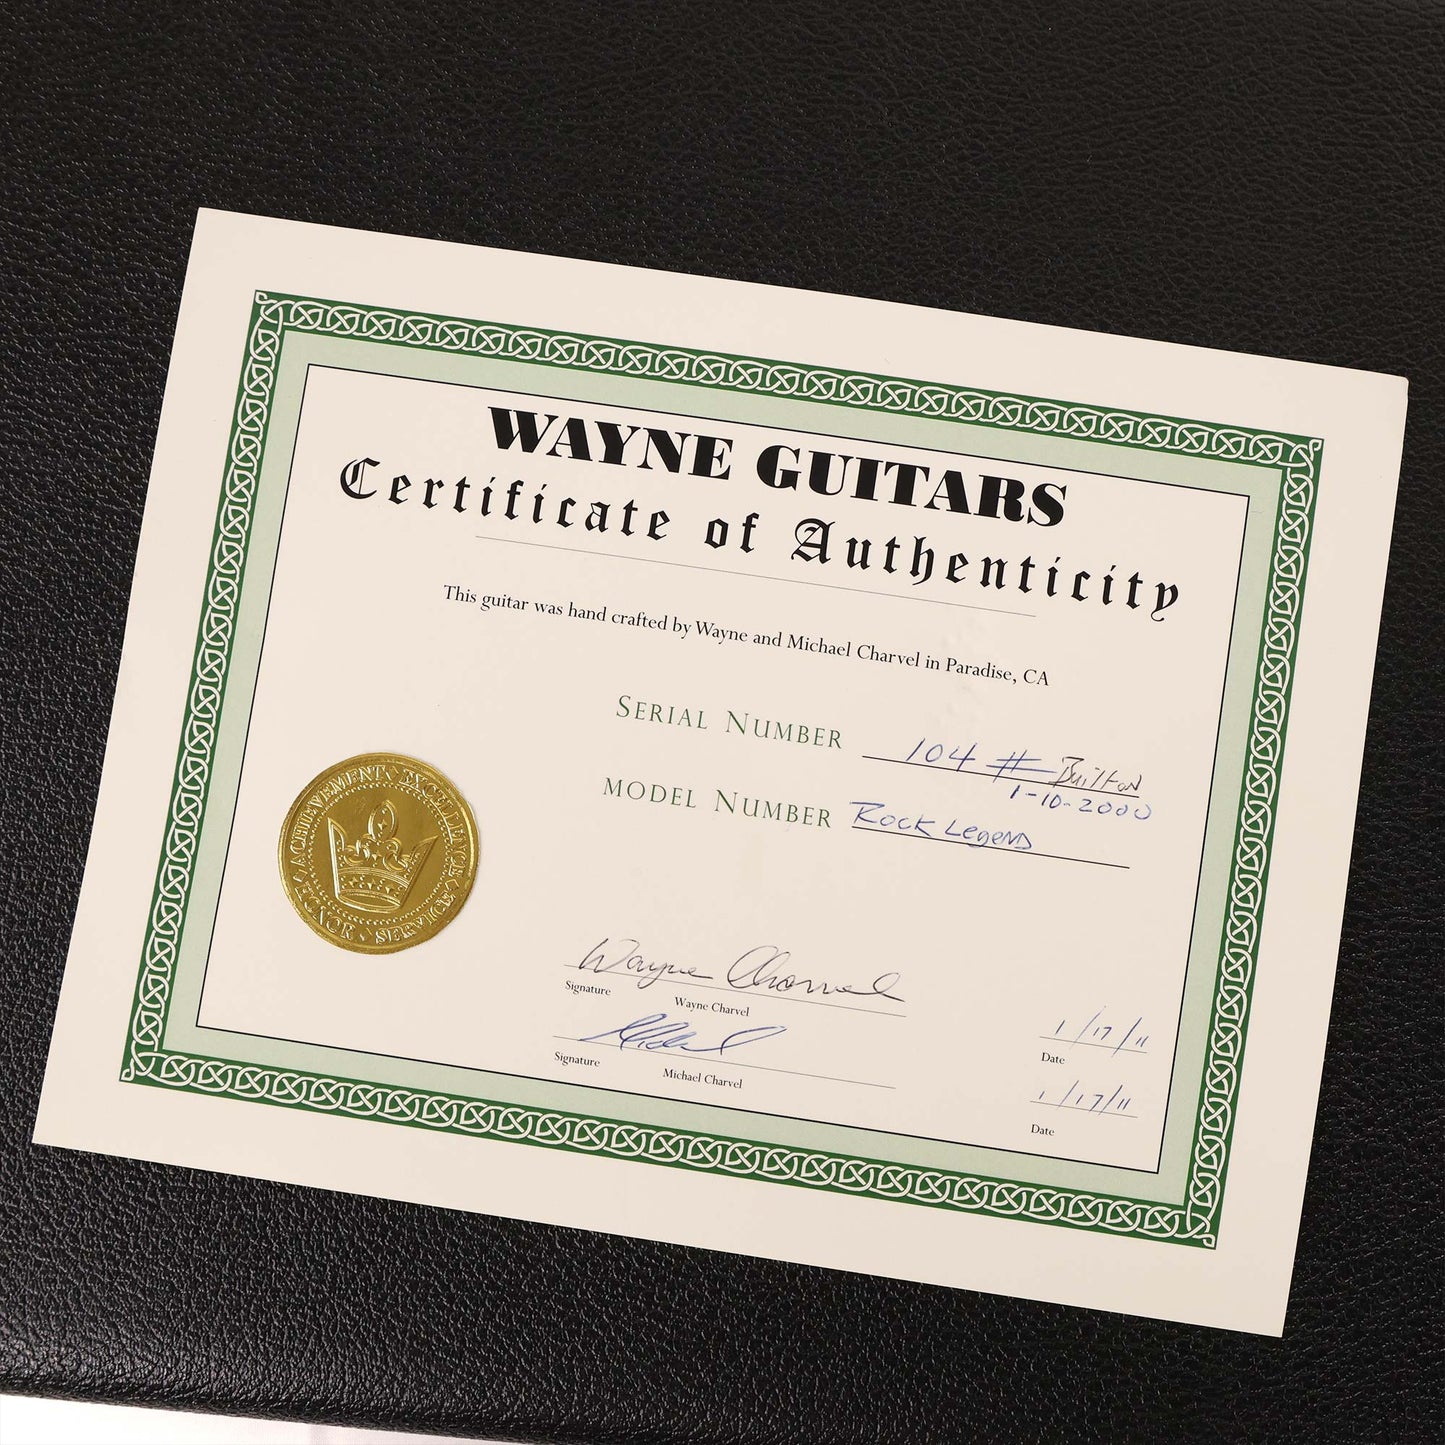 WAYNE GUITARS
Certificate of Authenticity
This guitar was hand crafted by Wayne and Michael Charvel in Paradise, CA
SERIAL NUMBER 104 # Built on
1-10-2000
MODEL NUMBER Rock Legend
ACHIEVEMENT EXCELLENCE SERVICE HONOR
Wayne Charvel
Signature Wayne Charvel
1/17/11
Date
Signature Michael Charvel
1/17/11
Date